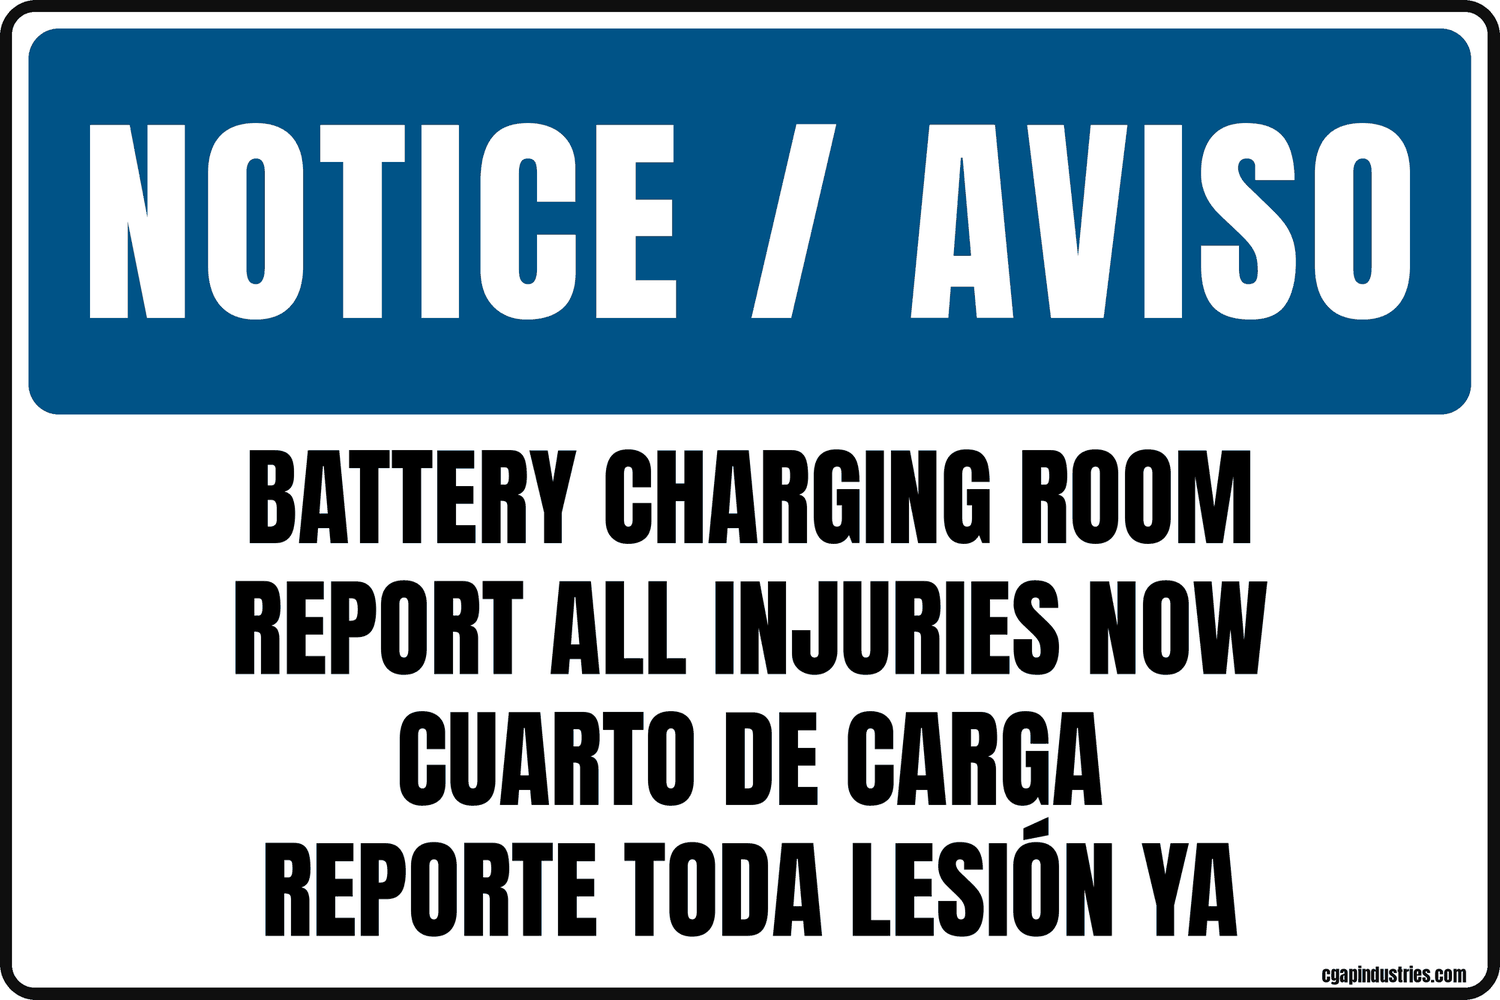 NOTICE / AVISO
BATTERY CHARGING ROOM
REPORT ALL INJURIES NOW
CUARTO DE CARGA
REPORTE TODA LESIÓN YA
cgapindustries.com